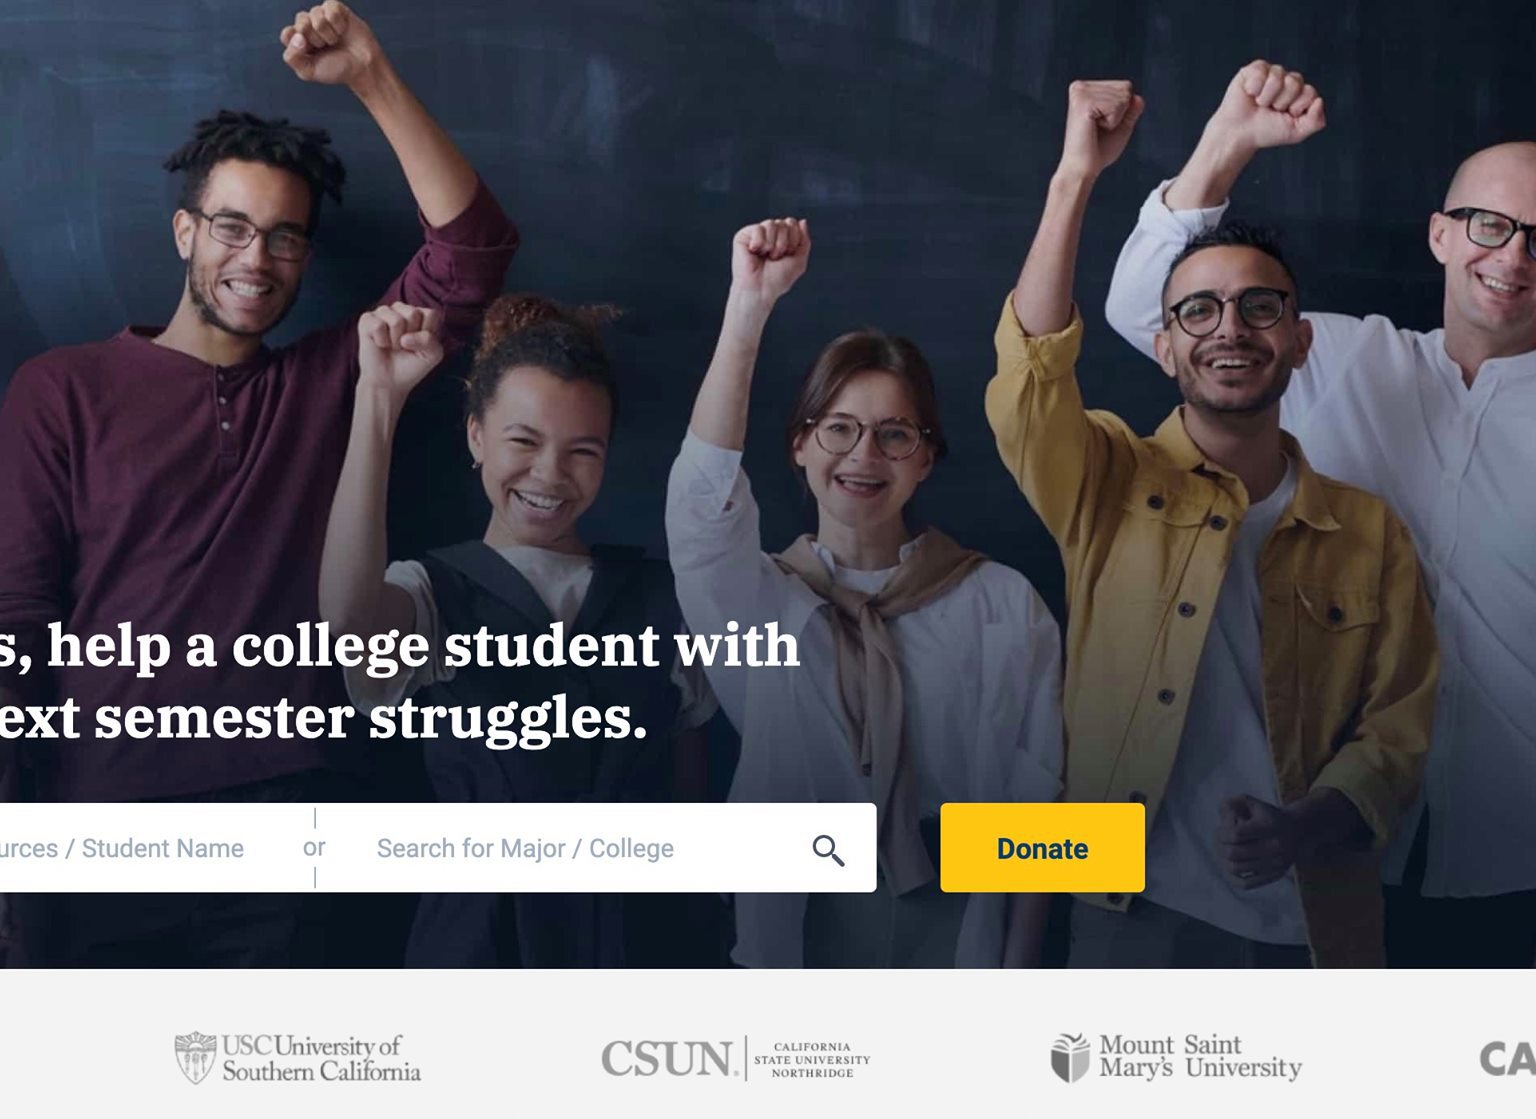 s, help a college student with
ext semester struggles.
urces / Student Name
or
Search for Major / College
Donate
USC University of
Southern California
CSUN.
CALIFORNIA
STATE UNIVERSITY
NORTHRIDGE
Mount Saint
Mary's University
CA